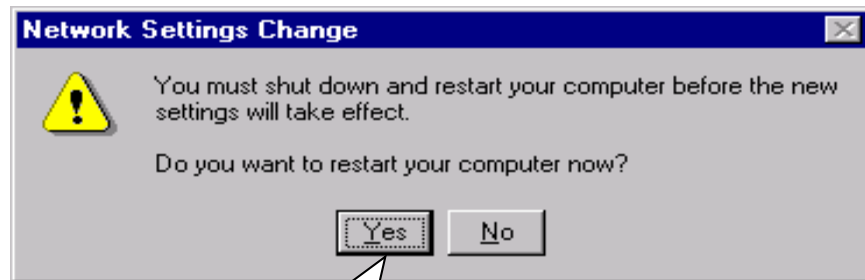 Network Settings Change
You must shut down and restart your computer before the new
settings will take effect.
Do you want to restart your computer now?
Yes
No